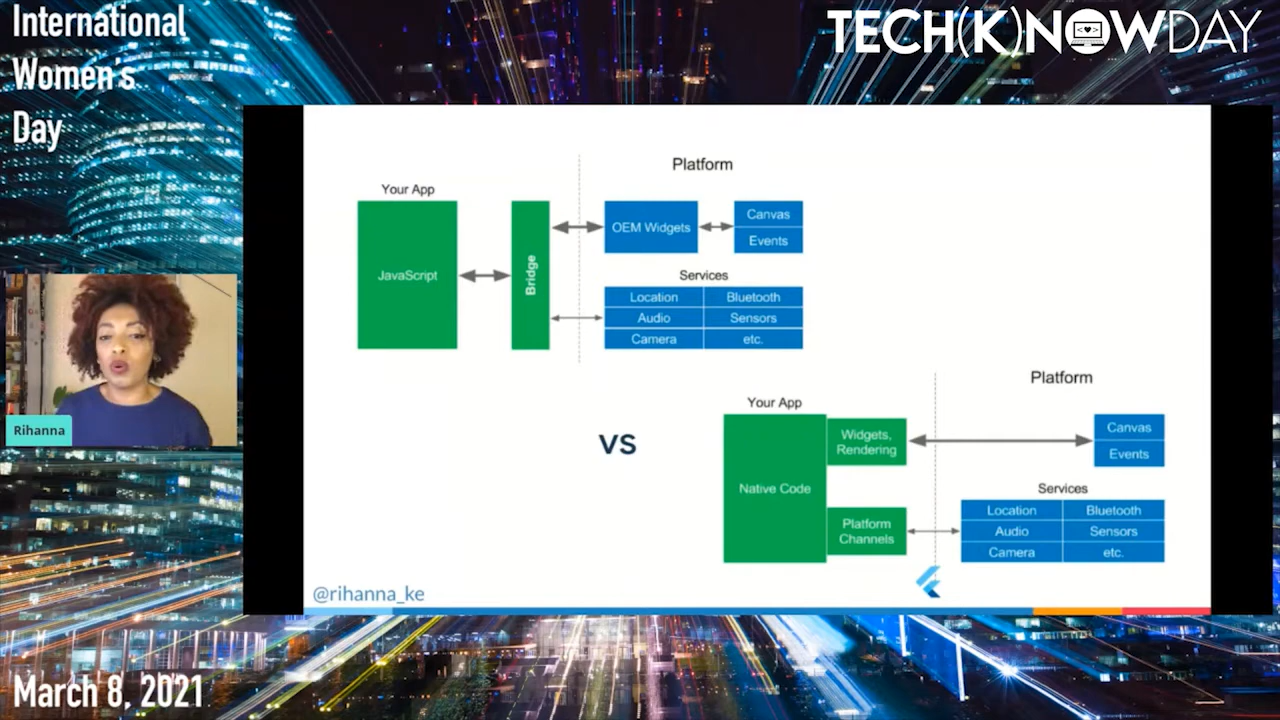 International
Women's
Day
TECH(K)NOWDAY
Platform
Your App
JavaScript
Bridge
OEM Widgets
Canvas
Events
Services
Location
Bluetooth
Audio
Sensors
Camera
etc.
VS
Platform
Your App
Native Code
Widgets,
Rendering
Platform
Channels
Canvas
Events
Services
Location
Bluetooth
Audio
Sensors
Camera
etc.
@rihanna_ke
Rihanna
March 8, 2021